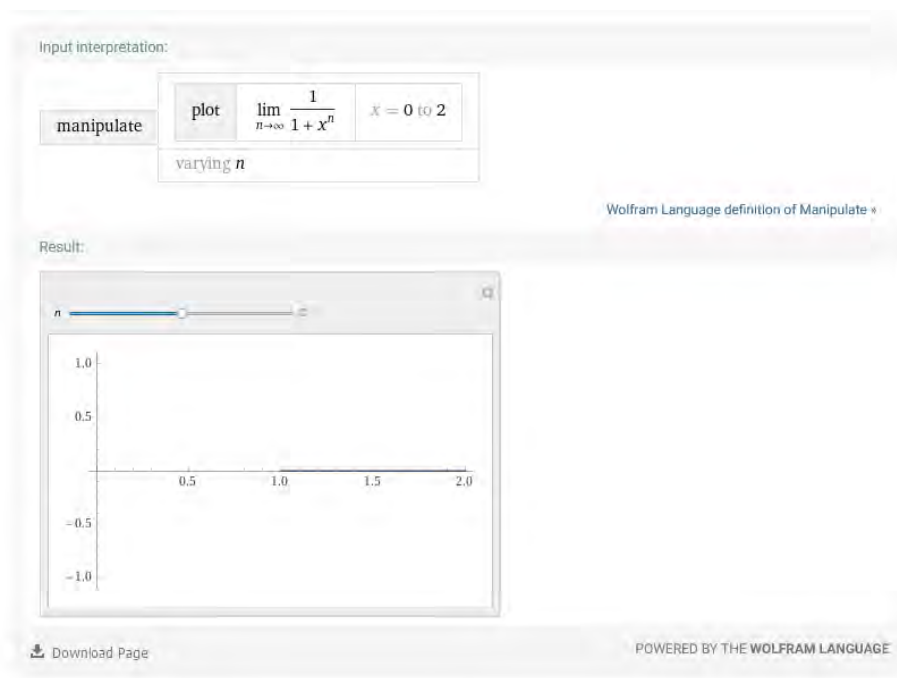 Input interpretation:
manipulate
plot lim n→∞ 1/(1 + xⁿ) x = 0 to 2
varying n
Wolfram Language definition of Manipulate »
Result:
n
1.0
0.5
0.5 1.0 1.5 2.0
-0.5
-1.0
Download Page
POWERED BY THE WOLFRAM LANGUAGE